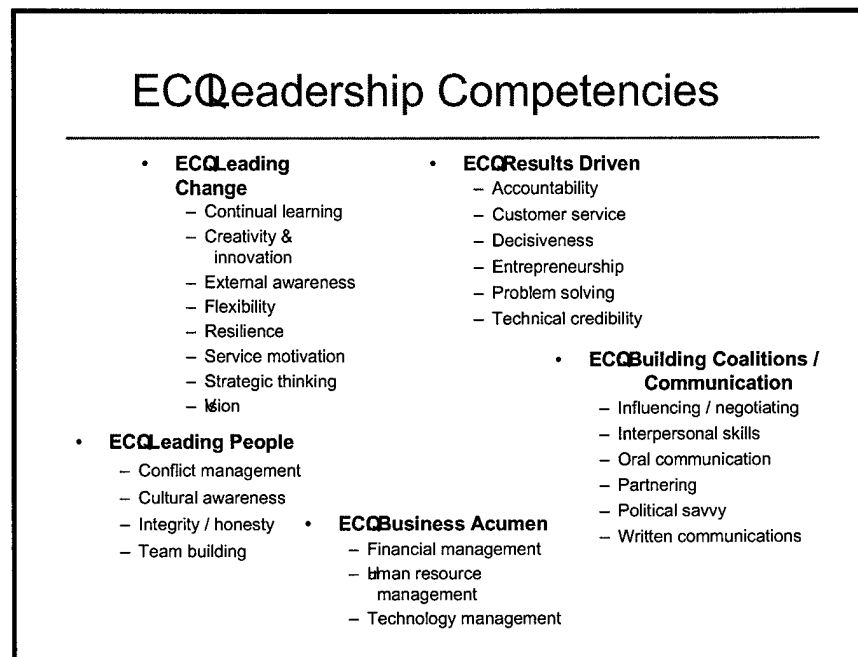 ECQ Leadership Competencies
• ECQ Leading
Change
– Continual learning
– Creativity &
innovation
– External awareness
– Flexibility
– Resilience
– Service motivation
– Strategic thinking
– Vision
• ECQ Leading People
– Conflict management
– Cultural awareness
– Integrity / honesty
– Team building
• ECQ Business Acumen
– Financial management
– Human resource
management
– Technology management
• ECQ Results Driven
– Accountability
– Customer service
– Decisiveness
– Entrepreneurship
– Problem solving
– Technical credibility
• ECQ Building Coalitions /
Communication
– Influencing / negotiating
– Interpersonal skills
– Oral communication
– Partnering
– Political savvy
– Written communications